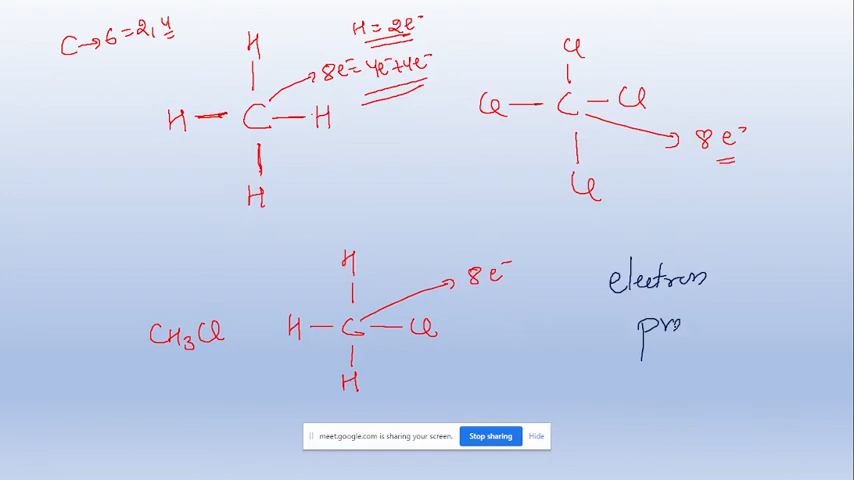 C→6=2,4
H = 2e⁻
8e⁻= 4e⁻+4e⁻
H
H — C — H
H
Cl
Cl — C — Cl
Cl
8e⁻
H
H — C — Cl
H
8e⁻
CH₃Cl
electron
pro
meet.google.com is sharing your screen.
Stop sharing
Hide